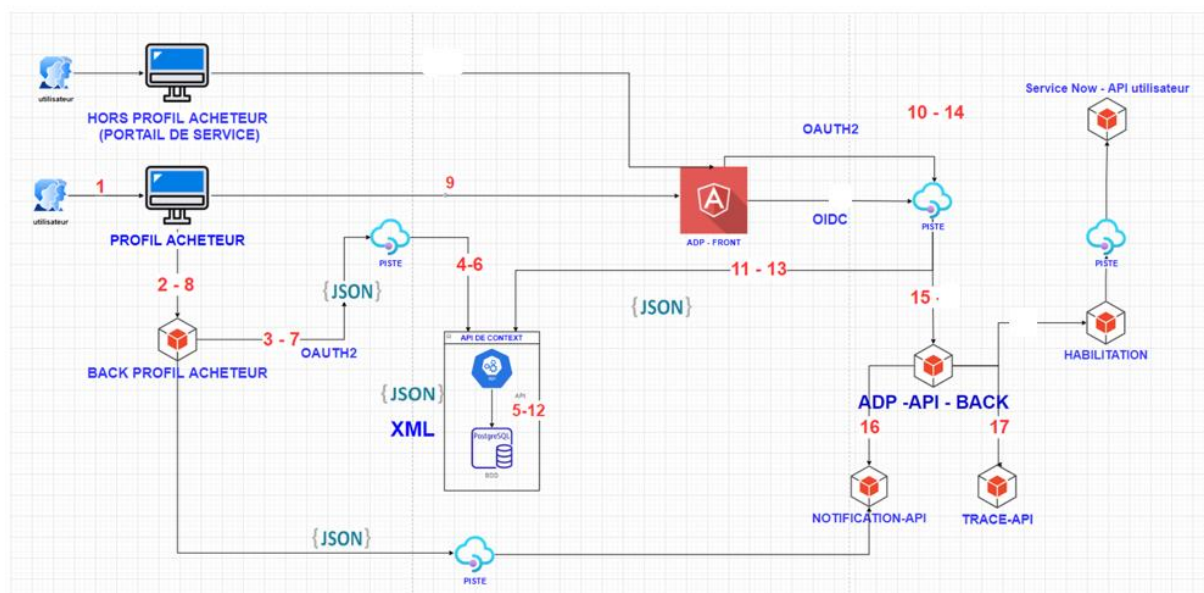 Service Now - API utilisateur
utilisateur
HORS PROFIL ACHETEUR
(PORTAIL DE SERVICE)
10 - 14
OAUTH2
1
9
utilisateur
PROFIL ACHETEUR
ADP - FRONT
OIDC
PISTE
PISTE
PISTE
4-6
11 - 13
2 - 8
{JSON}
{JSON}
15 -
3 - 7
OAUTH2
API DE CONTEXT
HABILITATION
BACK PROFIL ACHETEUR
{JSON}
API
5-12
XML
PostgreSQL
BDD
ADP -API - BACK
16
17
NOTIFICATION-API
TRACE-API
{JSON}
PISTE